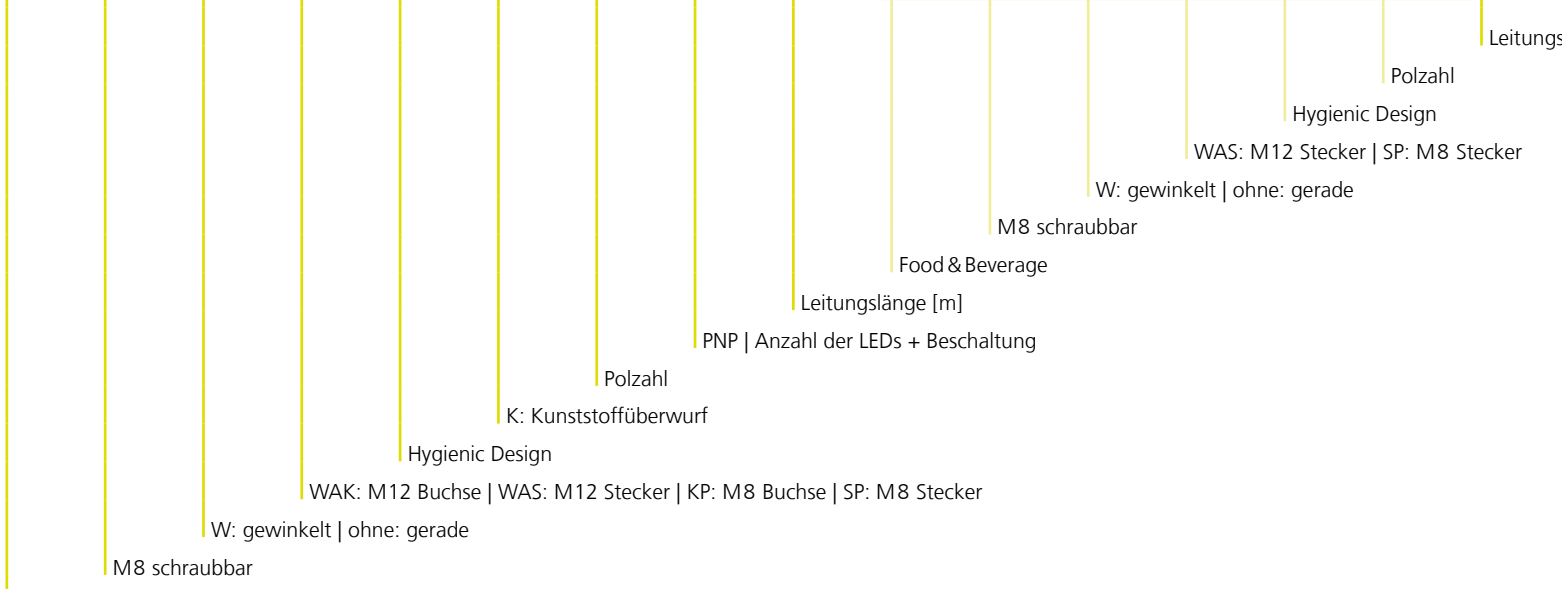 Leitungs
Polzahl
Hygienic Design
WAS: M12 Stecker | SP: M8 Stecker
W: gewinkelt | ohne: gerade
M8 schraubbar
Food & Beverage
Leitungslänge [m]
PNP | Anzahl der LEDs + Beschaltung
Polzahl
K: Kunststoffüberwurf
Hygienic Design
WAK: M12 Buchse | WAS: M12 Stecker | KP: M8 Buchse | SP: M8 Stecker
W: gewinkelt | ohne: gerade
M8 schraubbar